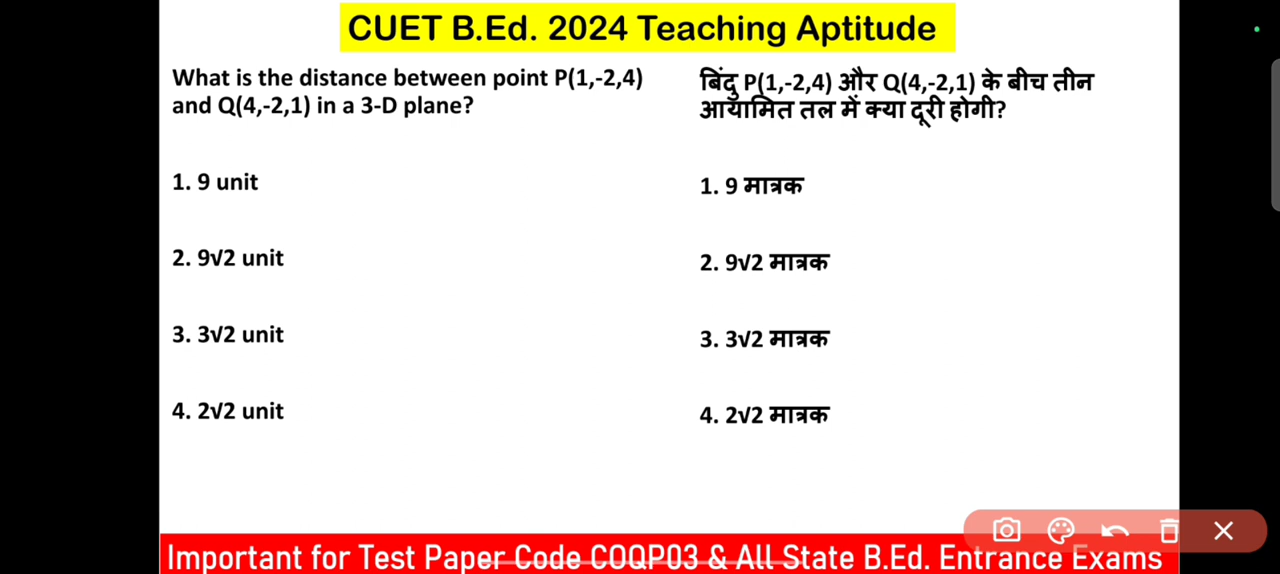 CUET B.Ed. 2024 Teaching Aptitude
What is the distance between point P(1,-2,4)
and Q(4,-2,1) in a 3-D plane?
1. 9 unit
2. 9√2 unit
3. 3√2 unit
4. 2√2 unit
बिंदु P(1,-2,4) और Q(4,-2,1) के बीच तीन
आयामित तल में क्या दूरी होगी?
1. 9 मात्रक
2. 9√2 मात्रक
3. 3√2 मात्रक
4. 2√2 मात्रक
Important for Test Paper Code COQP03 & All State B.Ed. Entrance Exams